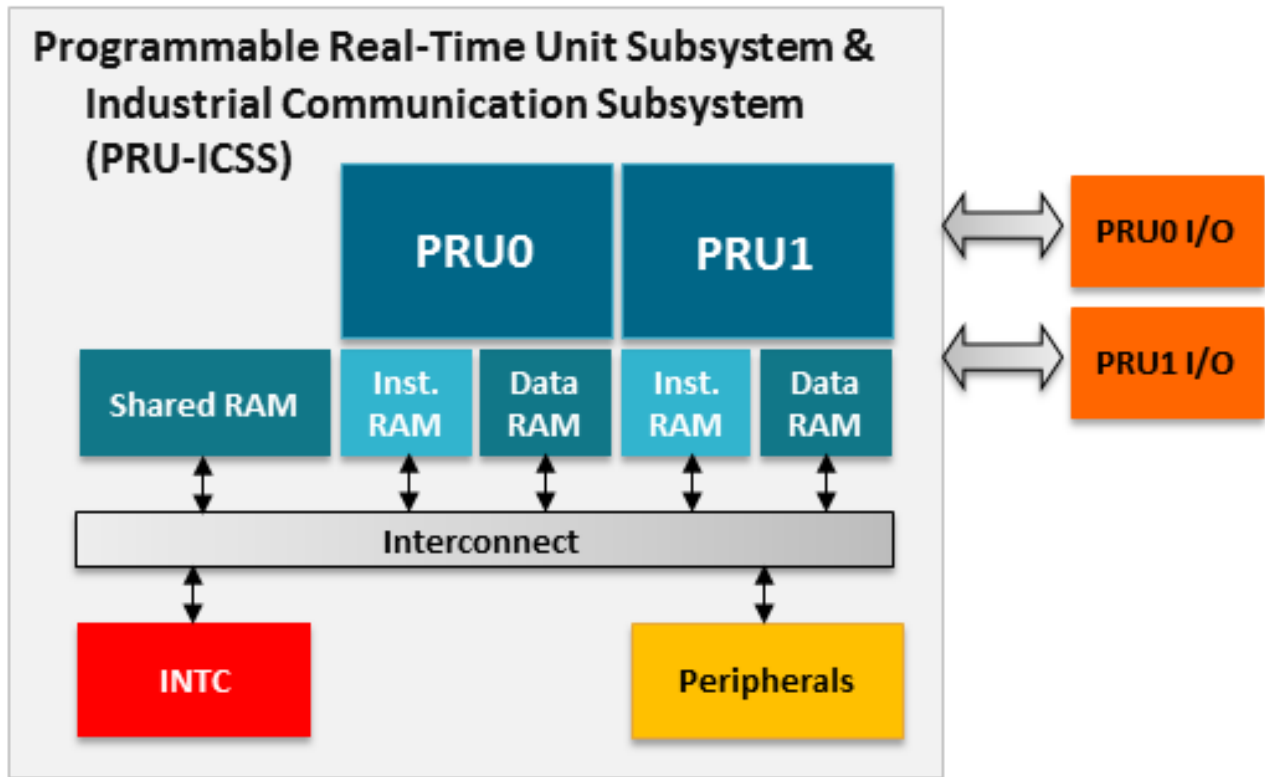 Programmable Real-Time Unit Subsystem &
Industrial Communication Subsystem
(PRU-ICSS)
PRU0
PRU1
PRU0 I/O
PRU1 I/O
Shared RAM
Inst.
RAM
Data
RAM
Inst.
RAM
Data
RAM
Interconnect
INTC
Peripherals